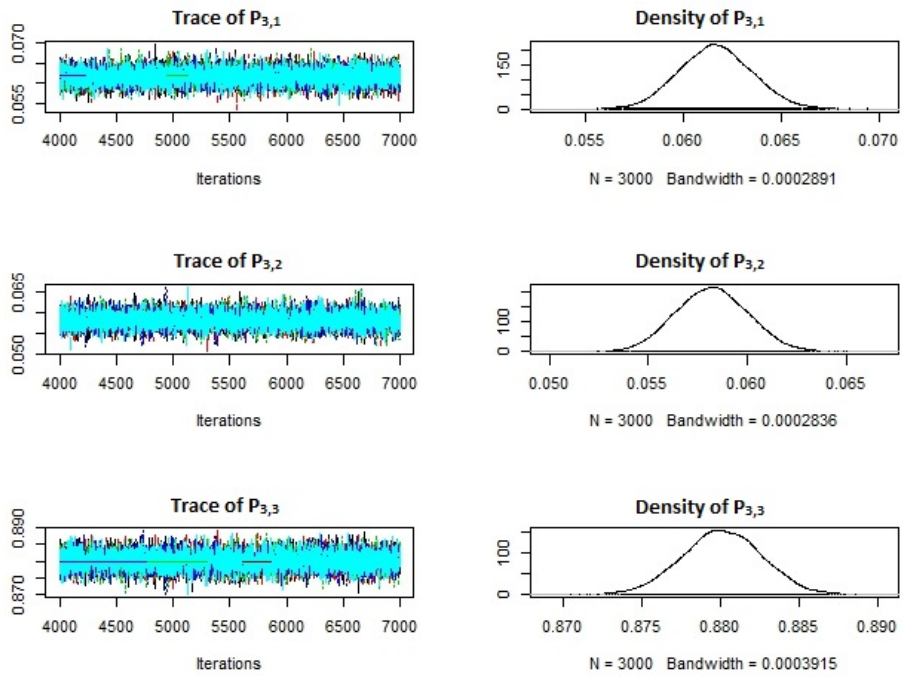 Trace of P3,1
0.055 0.070
4000 4500 5000 5500 6000 6500 7000
Iterations
Density of P3,1
0 150
0.055 0.060 0.065 0.070
N = 3000 Bandwidth = 0.0002891
Trace of P3,2
0.050 0.065
4000 4500 5000 5500 6000 6500 7000
Iterations
Density of P3,2
0 100
0.050 0.055 0.060 0.065
N = 3000 Bandwidth = 0.0002836
Trace of P3,3
0.870 0.890
4000 4500 5000 5500 6000 6500 7000
Iterations
Density of P3,3
0 100
0.870 0.875 0.880 0.885 0.890
N = 3000 Bandwidth = 0.0003915